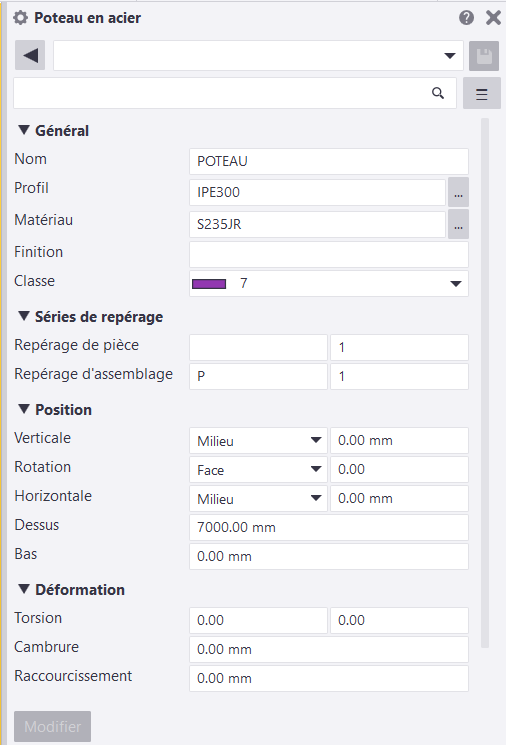 Poteau en acier
Général
Nom POTEAU
Profil IPE300 ...
Matériau S235JR ...
Finition
Classe 7
Séries de repérage
Repérage de pièce 1
Repérage d'assemblage P 1
Position
Verticale Milieu 0.00 mm
Rotation Face 0.00
Horizontale Milieu 0.00 mm
Dessus 7000.00 mm
Bas 0.00 mm
Déformation
Torsion 0.00 0.00
Cambrure 0.00 mm
Raccourcissement 0.00 mm
Modifier